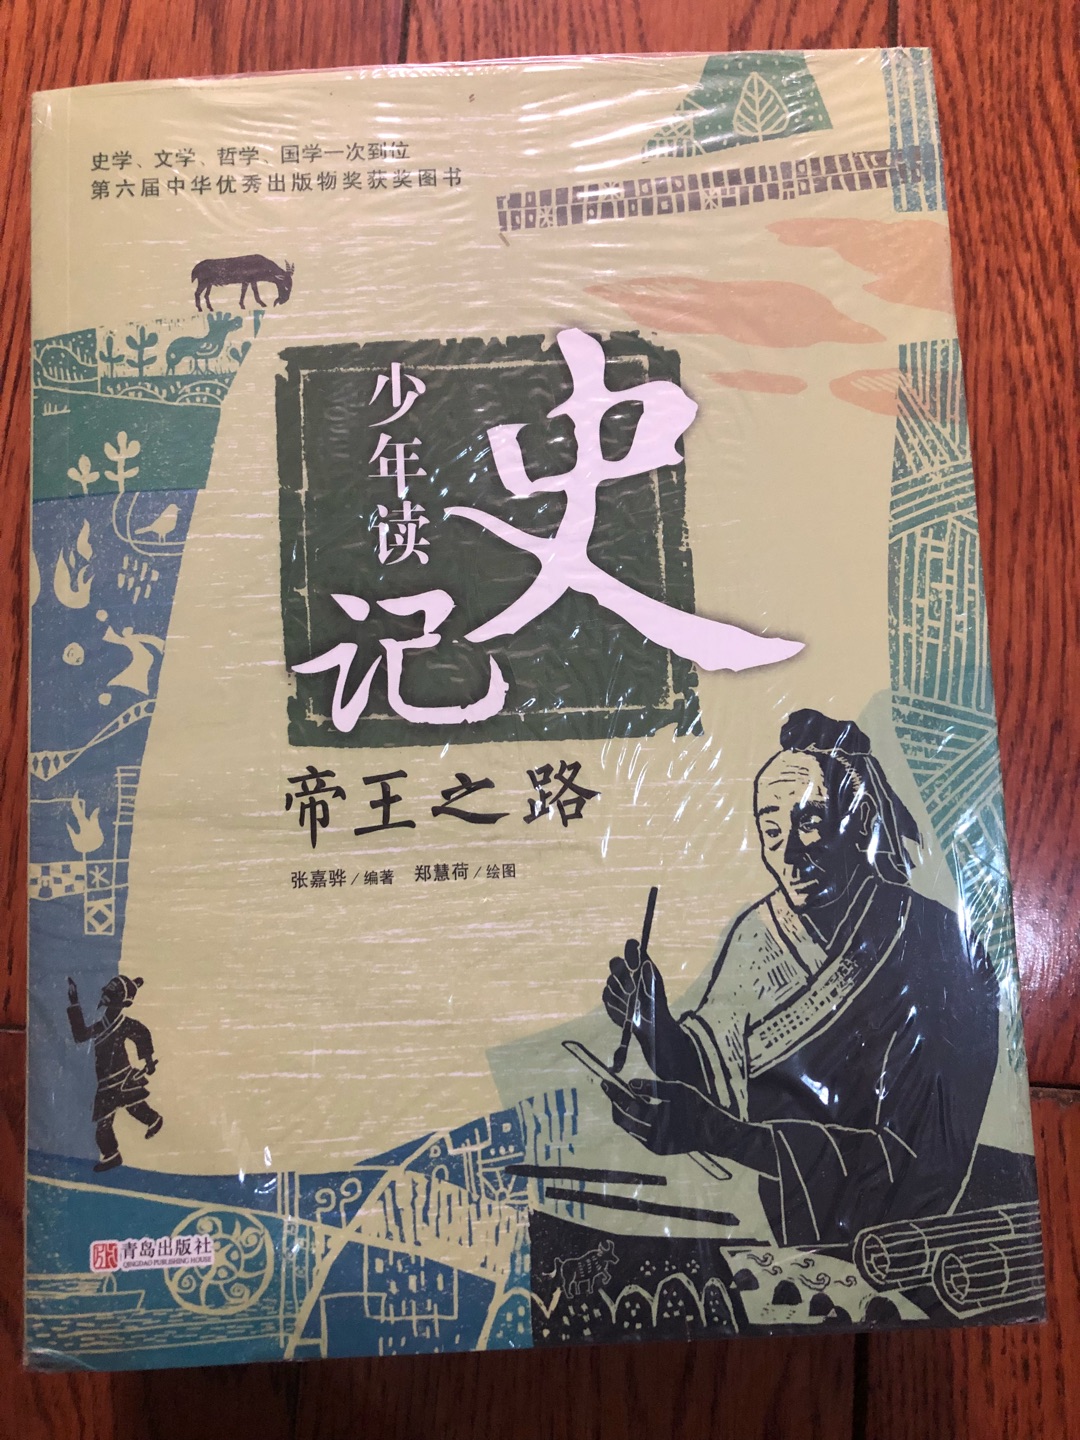 史学、文学、哲学、国学一次到位
第六届中华优秀出版物奖获奖图书
少年读
史记
帝王之路
张嘉骅/编著 郑慧荷/绘图
青岛出版社
QINGDAO PUBLISHING HOUSE